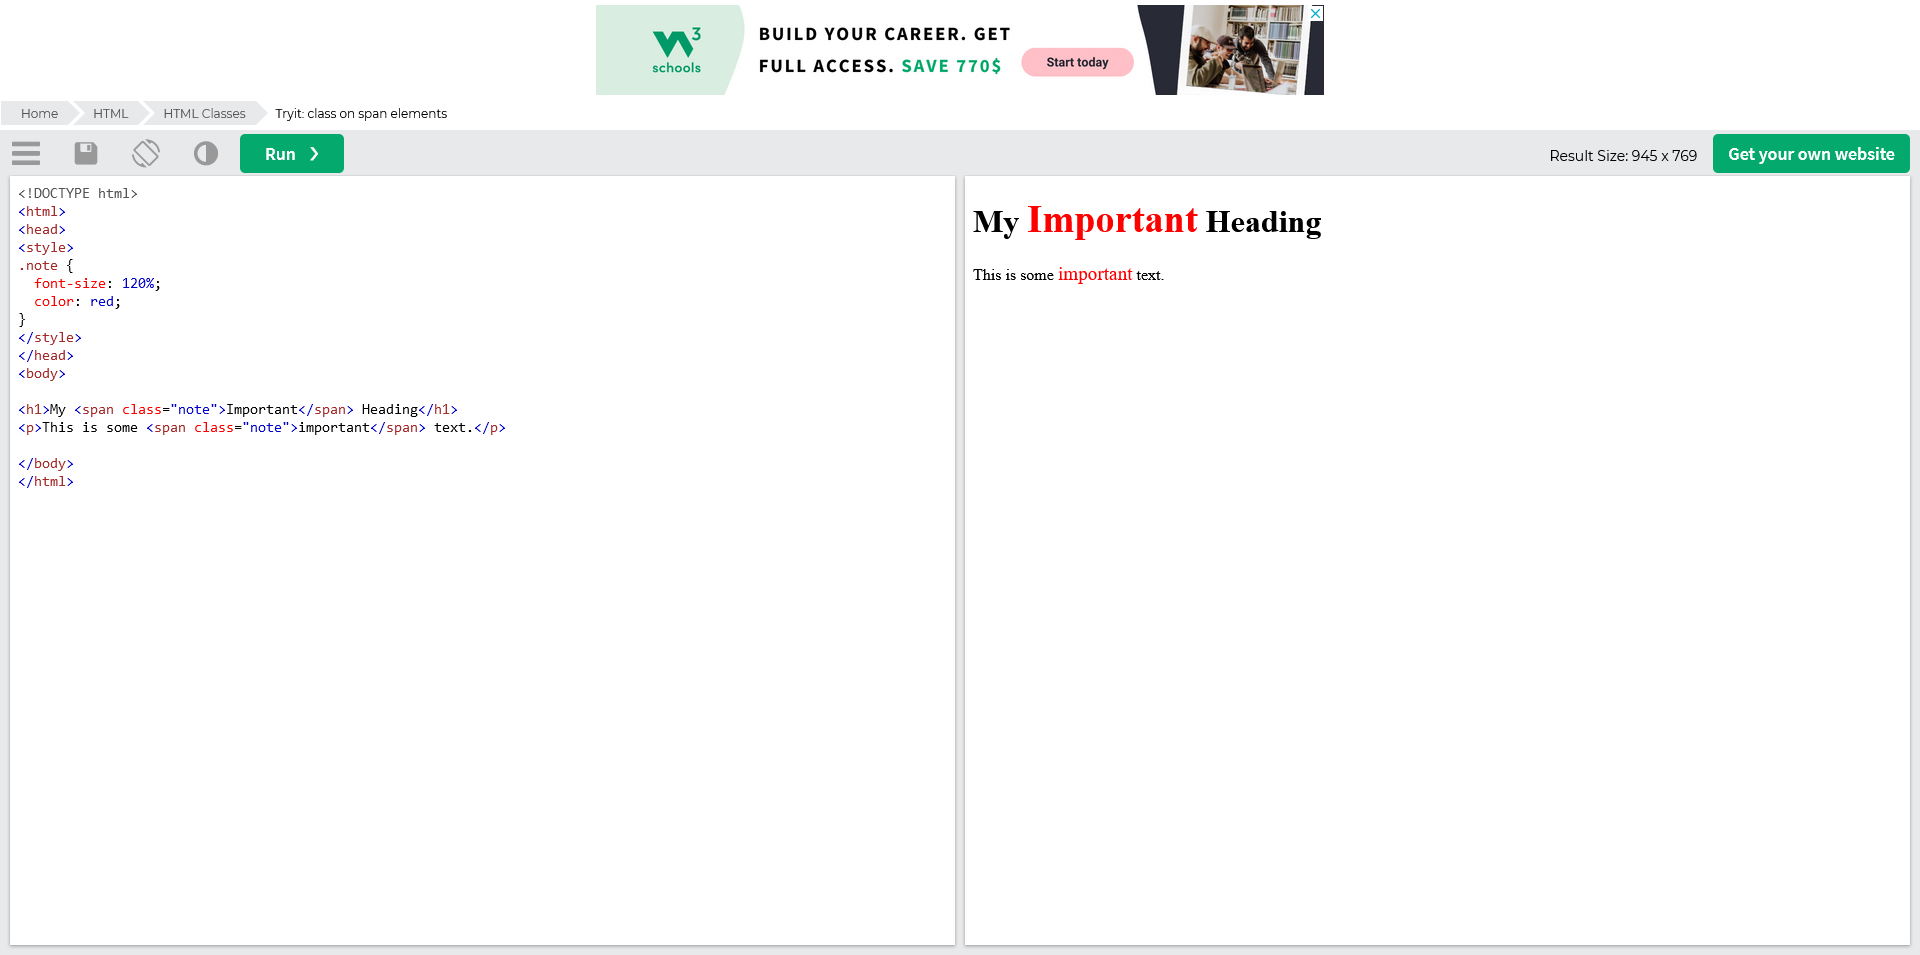 3
schools
BUILD YOUR CAREER. GET
FULL ACCESS. SAVE 770$
Start today
Home
HTML
HTML Classes
Tryit: class on span elements
Run ❯
Result Size: 945 x 769
Get your own website
<!DOCTYPE html>
<html>
<head>
<style>
.note {
  font-size: 120%;
  color: red;
}
</style>
</head>
<body>

<h1>My <span class="note">Important</span> Heading</h1>
<p>This is some <span class="note">important</span> text.</p>

</body>
</html>
My Important Heading
This is some important text.